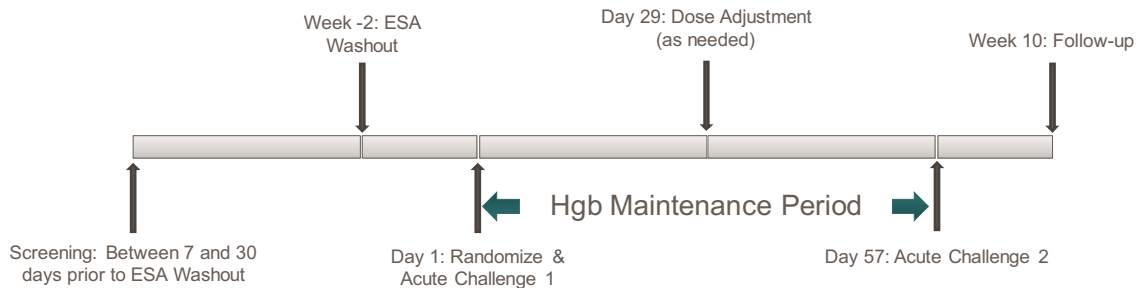 Week -2: ESA
Washout
Day 29: Dose Adjustment
(as needed)
Week 10: Follow-up
Hgb Maintenance Period
Screening: Between 7 and 30
days prior to ESA Washout
Day 1: Randomize &
Acute Challenge 1
Day 57: Acute Challenge 2